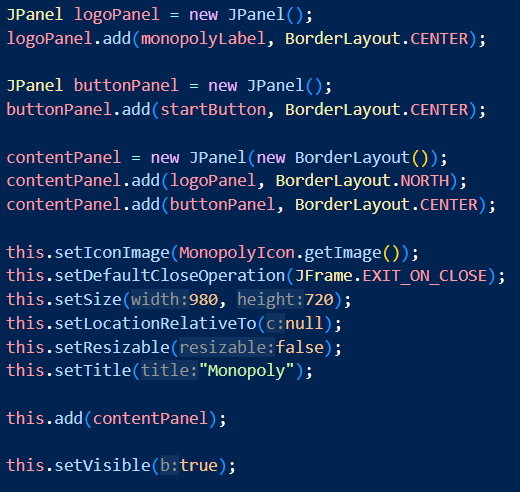 JPanel logoPanel = new JPanel();
logoPanel.add(monopolyLabel, BorderLayout.CENTER);
JPanel buttonPanel = new JPanel();
buttonPanel.add(startButton, BorderLayout.CENTER);
contentPanel = new JPanel(new BorderLayout());
contentPanel.add(logoPanel, BorderLayout.NORTH);
contentPanel.add(buttonPanel, BorderLayout.CENTER);
this.setIconImage(MonopolyIcon.getImage());
this.setDefaultCloseOperation(JFrame.EXIT_ON_CLOSE);
this.setSize(width:980, height:720);
this.setLocationRelativeTo(c:null);
this.setResizable(resizable:false);
this.setTitle(title:"Monopoly");
this.add(contentPanel);
this.setVisible(b:true);